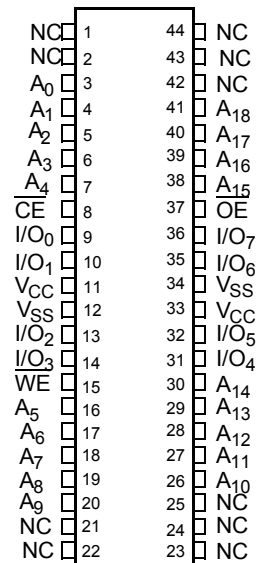 NC 1 44 NC
NC 2 43 NC
A0 3 42 NC
A1 4 41 A18
A2 5 40 A17
A3 6 39 A16
A4 7 38 A15
CE 8 37 OE
I/O0 9 36 I/O7
I/O1 10 35 I/O6
VCC 11 34 VSS
VSS 12 33 VCC
I/O2 13 32 I/O5
I/O3 14 31 I/O4
WE 15 30 A14
A5 16 29 A13
A6 17 28 A12
A7 18 27 A11
A8 19 26 A10
A9 20 25 NC
NC 21 24 NC
NC 22 23 NC